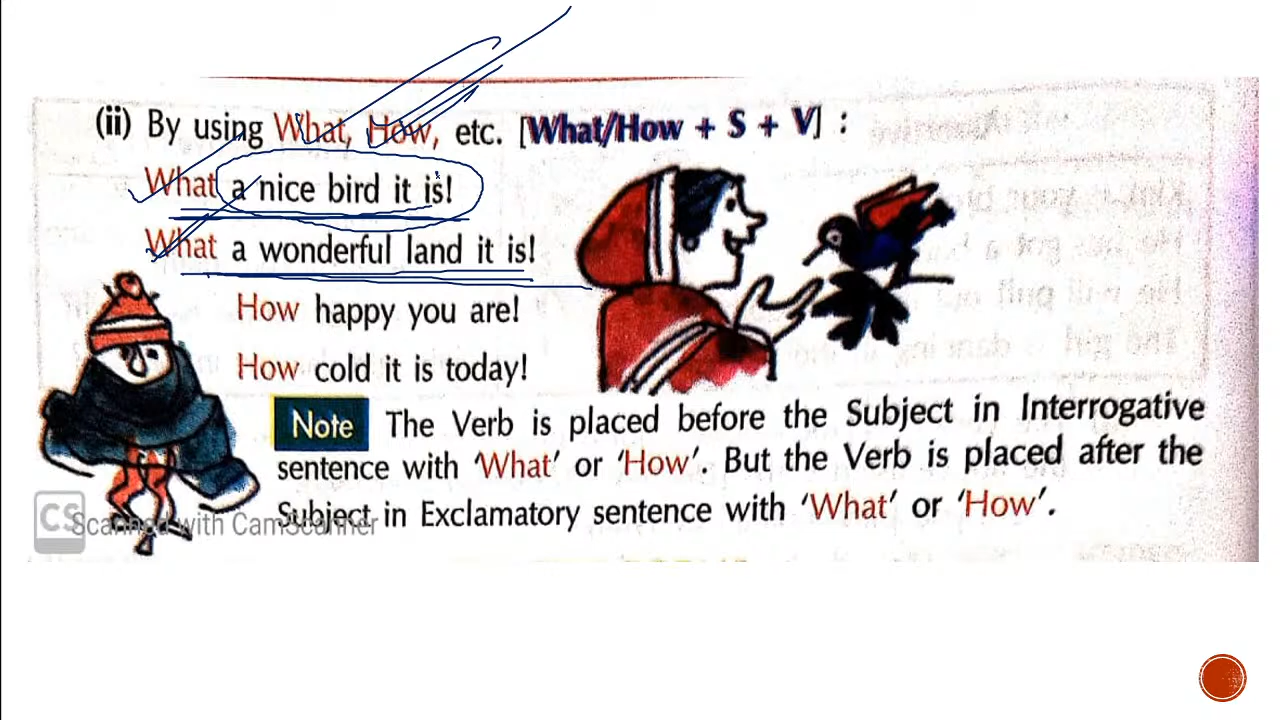 (ii) By using What, How, etc. [What/How + S + V] :
What a nice bird it is!
What a wonderful land it is!
How happy you are!
How cold it is today!
Note The Verb is placed before the Subject in Interrogative
sentence with ‘What’ or ‘How’. But the Verb is placed after the
Subject in Exclamatory sentence with ‘What’ or ‘How’.
CS Scanned with CamScanner